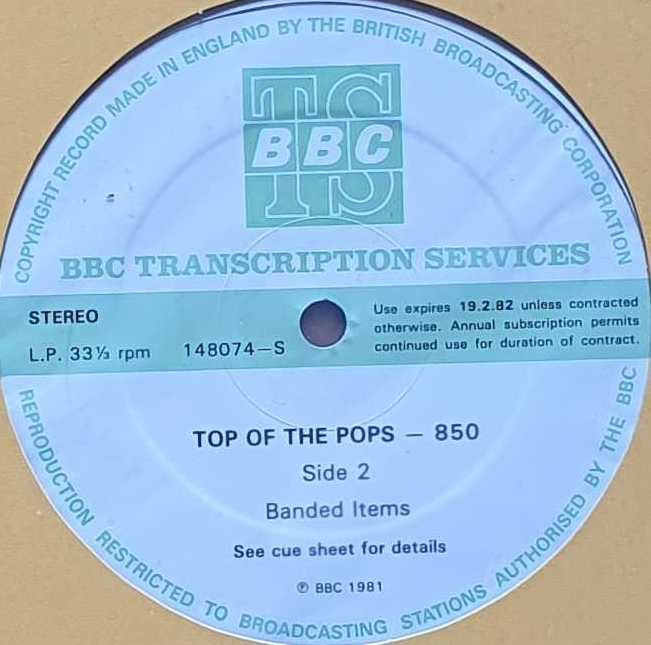 COPYRIGHT RECORD MADE IN ENGLAND BY THE BRITISH BROADCASTING CORPORATION
TS
BBC
TS
BBC TRANSCRIPTION SERVICES
STEREO
L.P. 33⅓ rpm 148074–S
Use expires 19.2.82 unless contracted
otherwise. Annual subscription permits
continued use for duration of contract.
TOP OF THE POPS – 850
Side 2
Banded Items
See cue sheet for details
℗ BBC 1981
REPRODUCTION RESTRICTED TO BROADCASTING STATIONS AUTHORISED BY THE BBC